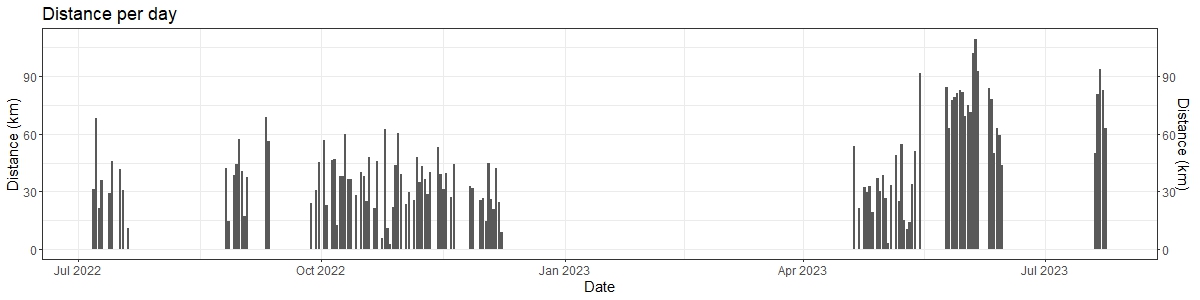 Distance per day
Distance (km)
90
60
30
0
90
60
30
0
Distance (km)
Jul 2022
Oct 2022
Jan 2023
Apr 2023
Jul 2023
Date